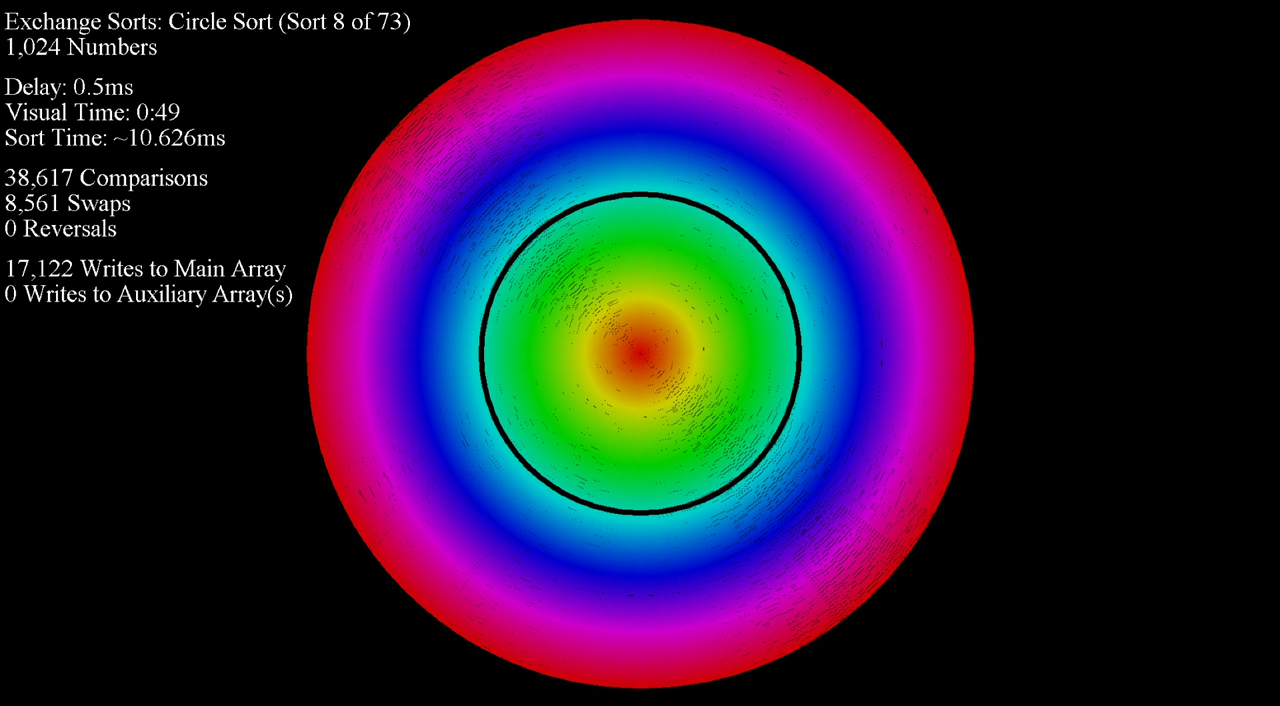 Exchange Sorts: Circle Sort (Sort 8 of 73)
1,024 Numbers
Delay: 0.5ms
Visual Time: 0:49
Sort Time: ~10.626ms
38,617 Comparisons
8,561 Swaps
0 Reversals
17,122 Writes to Main Array
0 Writes to Auxiliary Array(s)